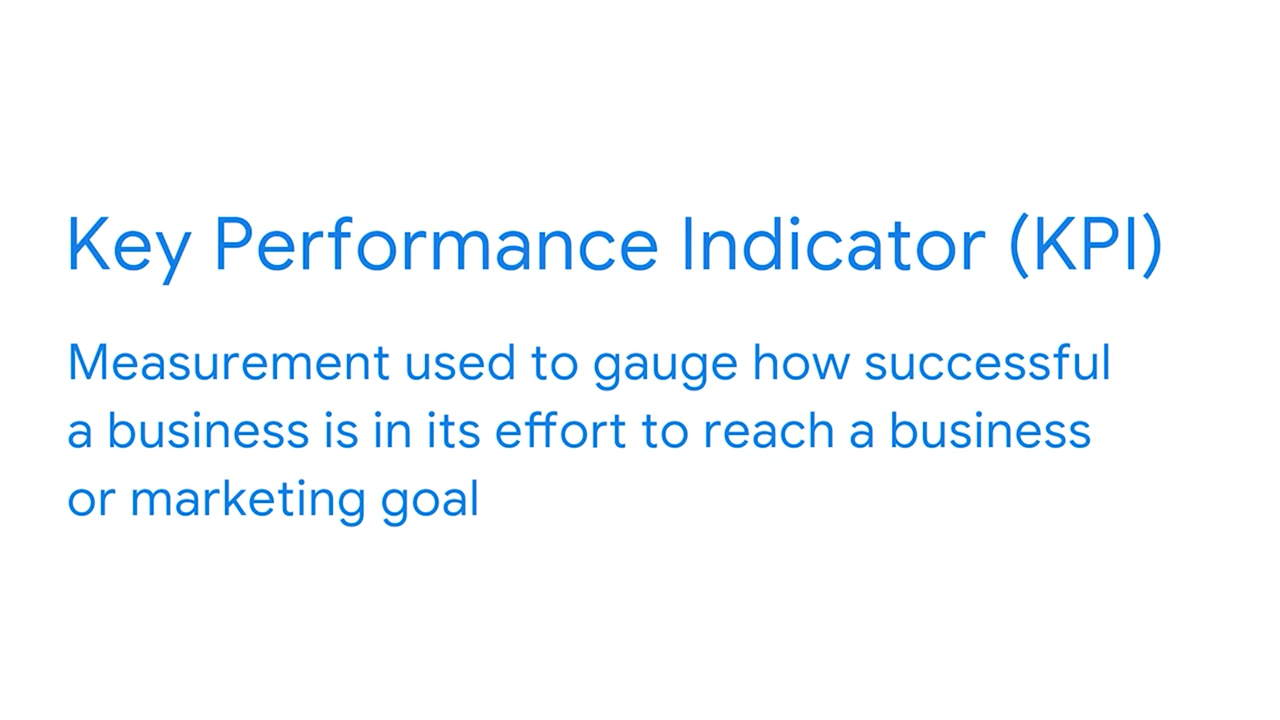 Key Performance Indicator (KPI)
Measurement used to gauge how successful
a business is in its effort to reach a business
or marketing goal